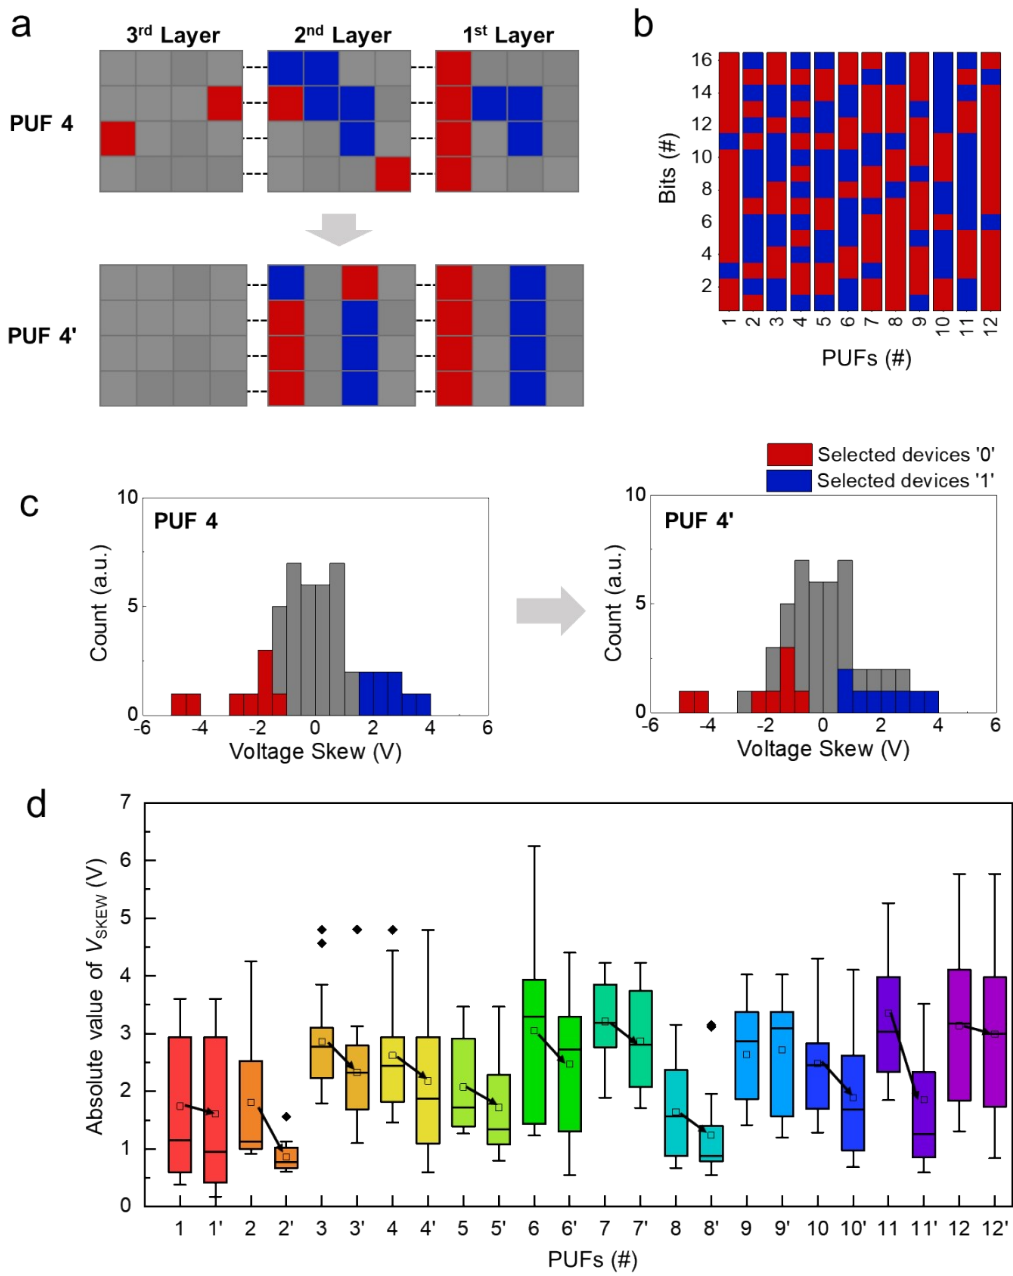 a
3rd Layer 2nd Layer 1st Layer
PUF 4
PUF 4'
b
16
14
12
10
8
6
4
2
Bits (#)
1 2 3 4 5 6 7 8 9 10 11 12
PUFs (#)
Selected devices '0'
Selected devices '1'
c
PUF 4
10
5
0
Count (a.u.)
-6 -4 -2 0 2 4 6
Voltage Skew (V)
PUF 4'
10
5
0
Count (a.u.)
-6 -4 -2 0 2 4 6
Voltage Skew (V)
d
7
6
5
4
3
2
1
0
Absolute value of VSKEW (V)
1 1' 2 2' 3 3' 4 4' 5 5' 6 6' 7 7' 8 8' 9 9' 10 10' 11 11' 12 12'
PUFs (#)